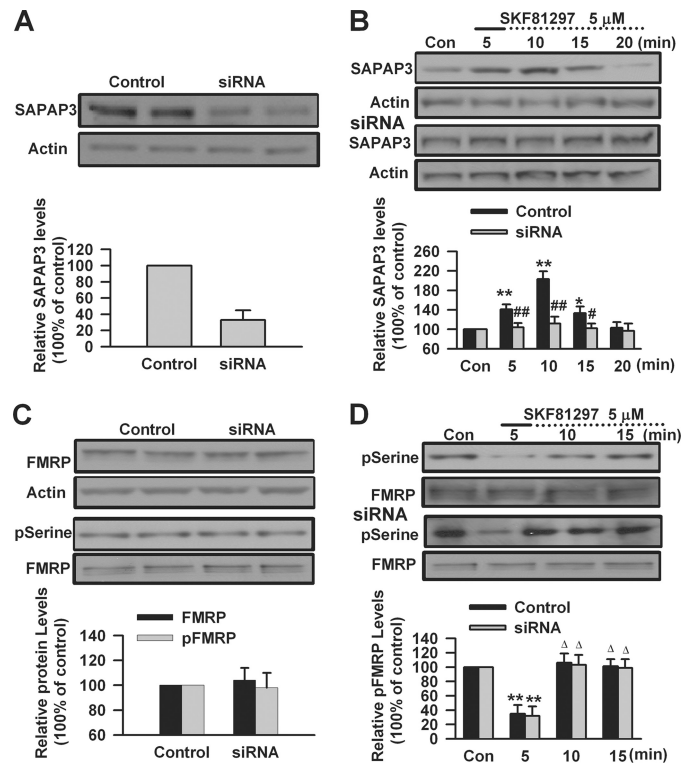 A
Control siRNA
SAPAP3
Actin
Relative SAPAP3 levels
(100% of control)
120
100
80
60
40
20
0
Control siRNA
B
SKF81297 5 μM
Con 5 10 15 20 (min)
SAPAP3
Actin
siRNA
SAPAP3
Actin
Control
siRNA
Relative SAPAP3 levels
(100% of control)
260
220
180
140
100
60
** ## ** ## * #
Con 5 10 15 20 (min)
C
Control siRNA
FMRP
Actin
pSerine
FMRP
FMRP
pFMRP
Relative protein Levels
(100% of control)
140
120
100
80
60
Control siRNA
D
SKF81297 5 μM
Con 5 10 15 (min)
pSerine
FMRP
siRNA
pSerine
FMRP
Control
siRNA
Relative pFMRP Levels
(100% of control)
140
120
100
80
60
40
20
0
** ** Δ Δ Δ Δ
Con 5 10 15 (min)